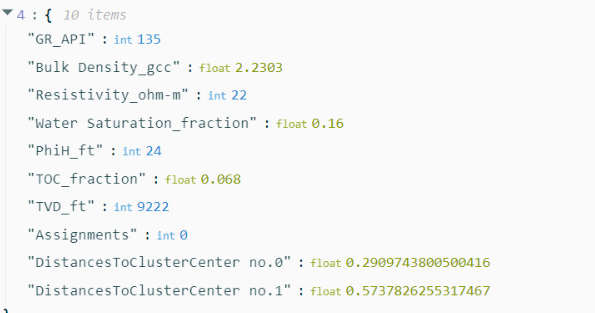 4 : { 10 items
"GR_API" : int 135
"Bulk Density_gcc" : float 2.2303
"Resistivity_ohm-m" : int 22
"Water Saturation_fraction" : float 0.16
"PhiH_ft" : int 24
"TOC_fraction" : float 0.068
"TVD_ft" : int 9222
"Assignments" : int 0
"DistancesToClusterCenter no.0" : float 0.2909743800500416
"DistancesToClusterCenter no.1" : float 0.5737826255317467
}